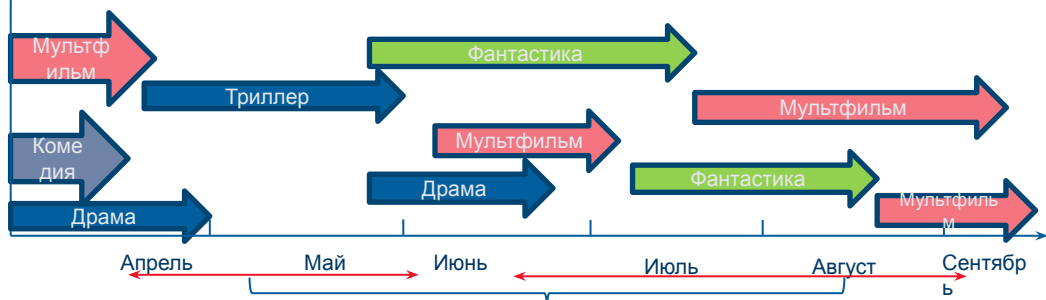 Мультф
ильм
Фантастика
Триллер
Мультфильм
Коме
дия
Мультфильм
Драма
Фантастика
Драма
Мультфиль
м
Апрель
Май
Июнь
Июль
Август
Сентябр
ь